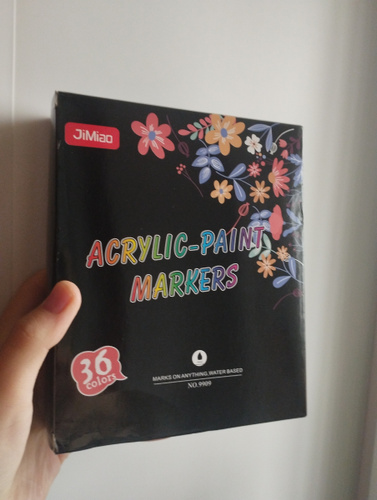 JiMiao
ACRYLIC-PAINT
MARKERS
36
colors
MARKS ON ANYTHING, WATER BASED
NO.9909